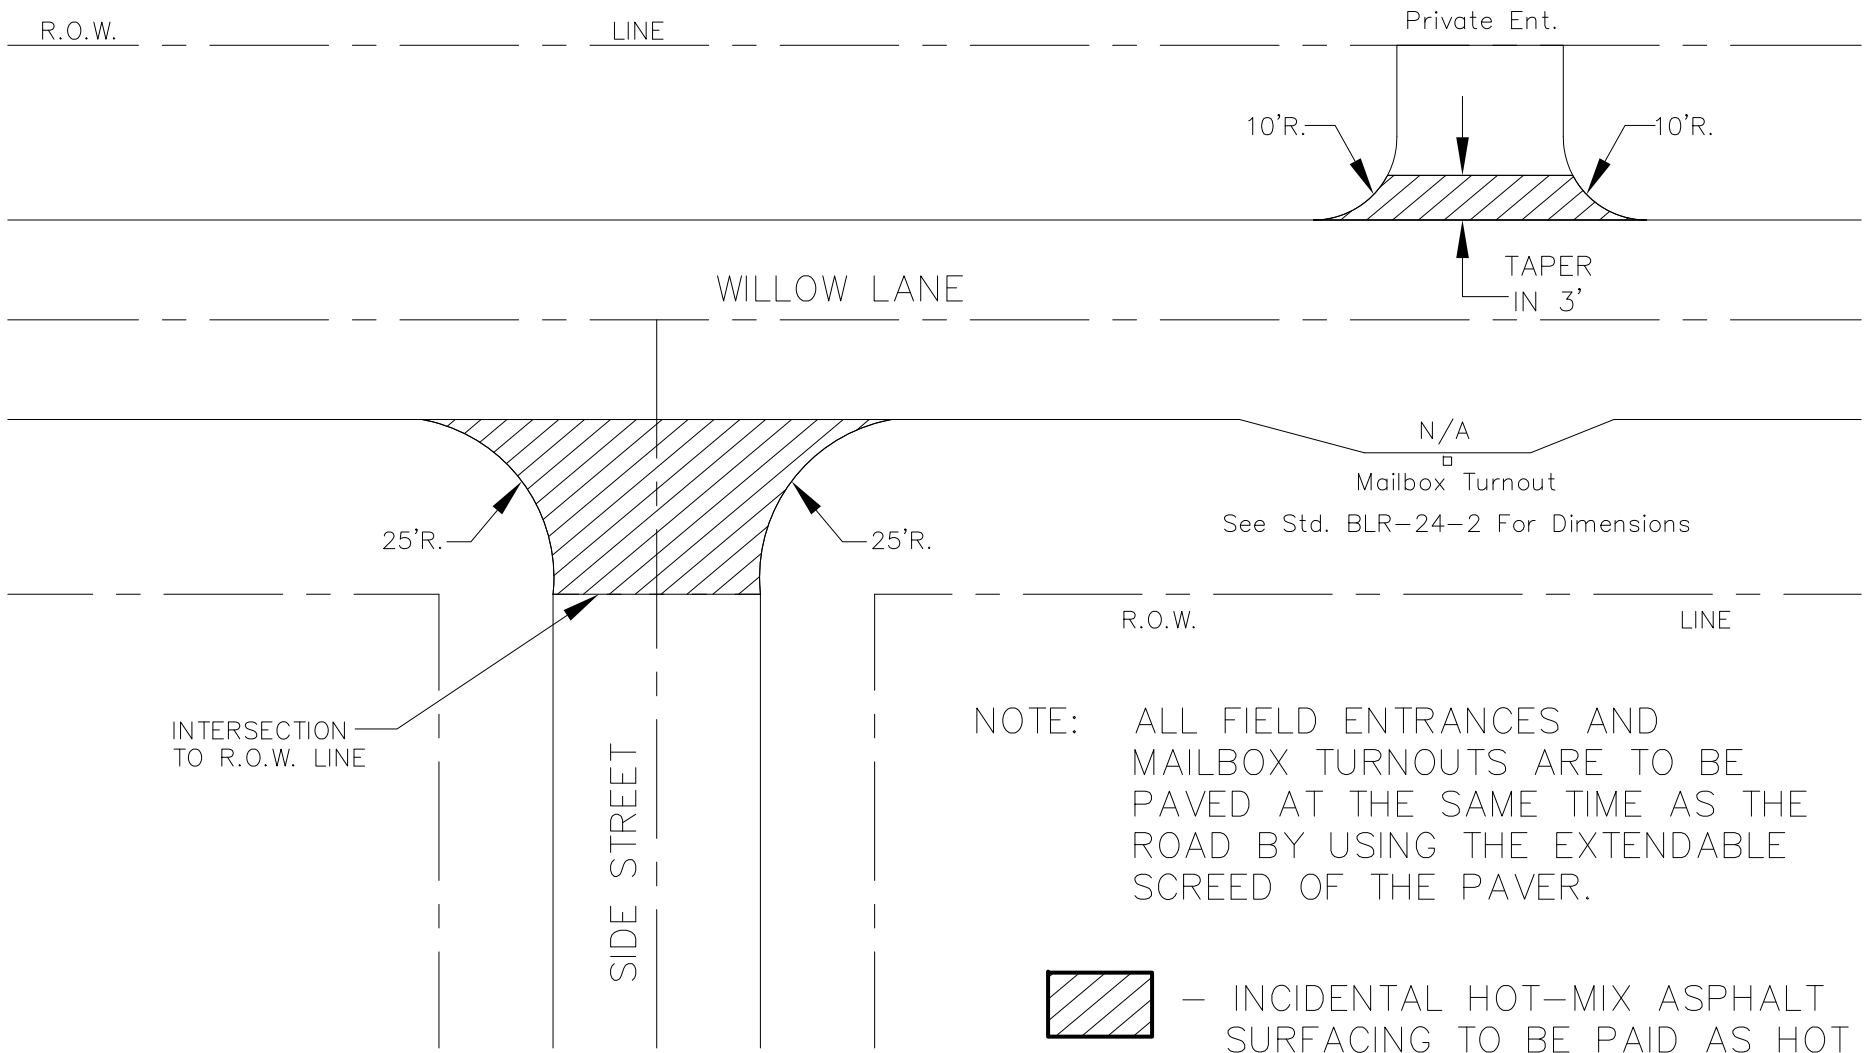 R.O.W. LINE
Private Ent.
10'R.
10'R.
TAPER
IN 3'
WILLOW LANE
N/A
Mailbox Turnout
See Std. BLR-24-2 For Dimensions
25'R.
25'R.
R.O.W. LINE
INTERSECTION
TO R.O.W. LINE
SIDE STREET
NOTE: ALL FIELD ENTRANCES AND
MAILBOX TURNOUTS ARE TO BE
PAVED AT THE SAME TIME AS THE
ROAD BY USING THE EXTENDABLE
SCREED OF THE PAVER.
- INCIDENTAL HOT-MIX ASPHALT
SURFACING TO BE PAID AS HOT